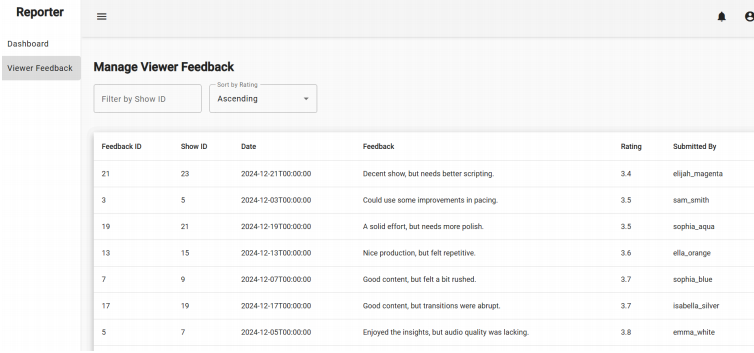 Reporter
Dashboard
Viewer Feedback
Manage Viewer Feedback
Filter by Show ID
Sort by Rating
Ascending
Feedback ID Show ID Date Feedback Rating Submitted By
21 23 2024-12-21T00:00:00 Decent show, but needs better scripting. 3.4 elijah_magenta
3 5 2024-12-03T00:00:00 Could use some improvements in pacing. 3.5 sam_smith
19 21 2024-12-19T00:00:00 A solid effort, but needs more polish. 3.5 sophia_aqua
13 15 2024-12-13T00:00:00 Nice production, but felt repetitive. 3.6 ella_orange
7 9 2024-12-07T00:00:00 Good content, but felt a bit rushed. 3.7 sophia_blue
17 19 2024-12-17T00:00:00 Good content, but transitions were abrupt. 3.7 isabella_silver
5 7 2024-12-05T00:00:00 Enjoyed the insights, but audio quality was lacking. 3.8 emma_white